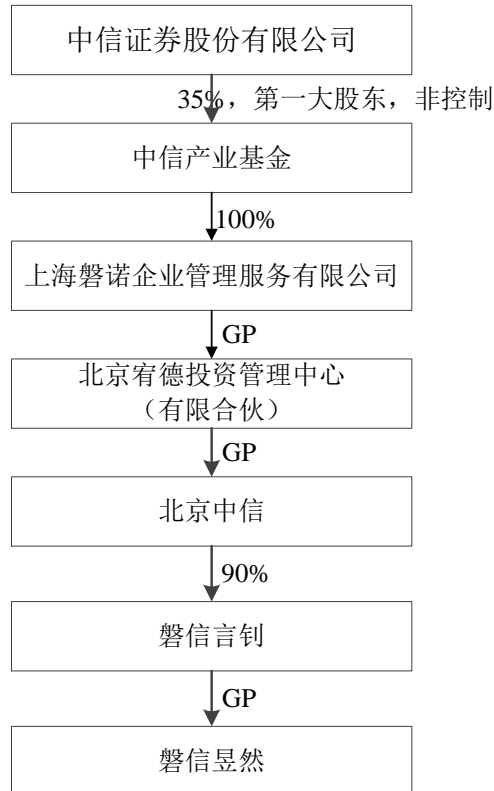 中信证券股份有限公司
35%，第一大股东，非控制
中信产业基金
100%
上海磐诺企业管理服务有限公司
GP
北京宥德投资管理中心
（有限合伙）
GP
北京中信
90%
磐信言钊
GP
磐信昱然